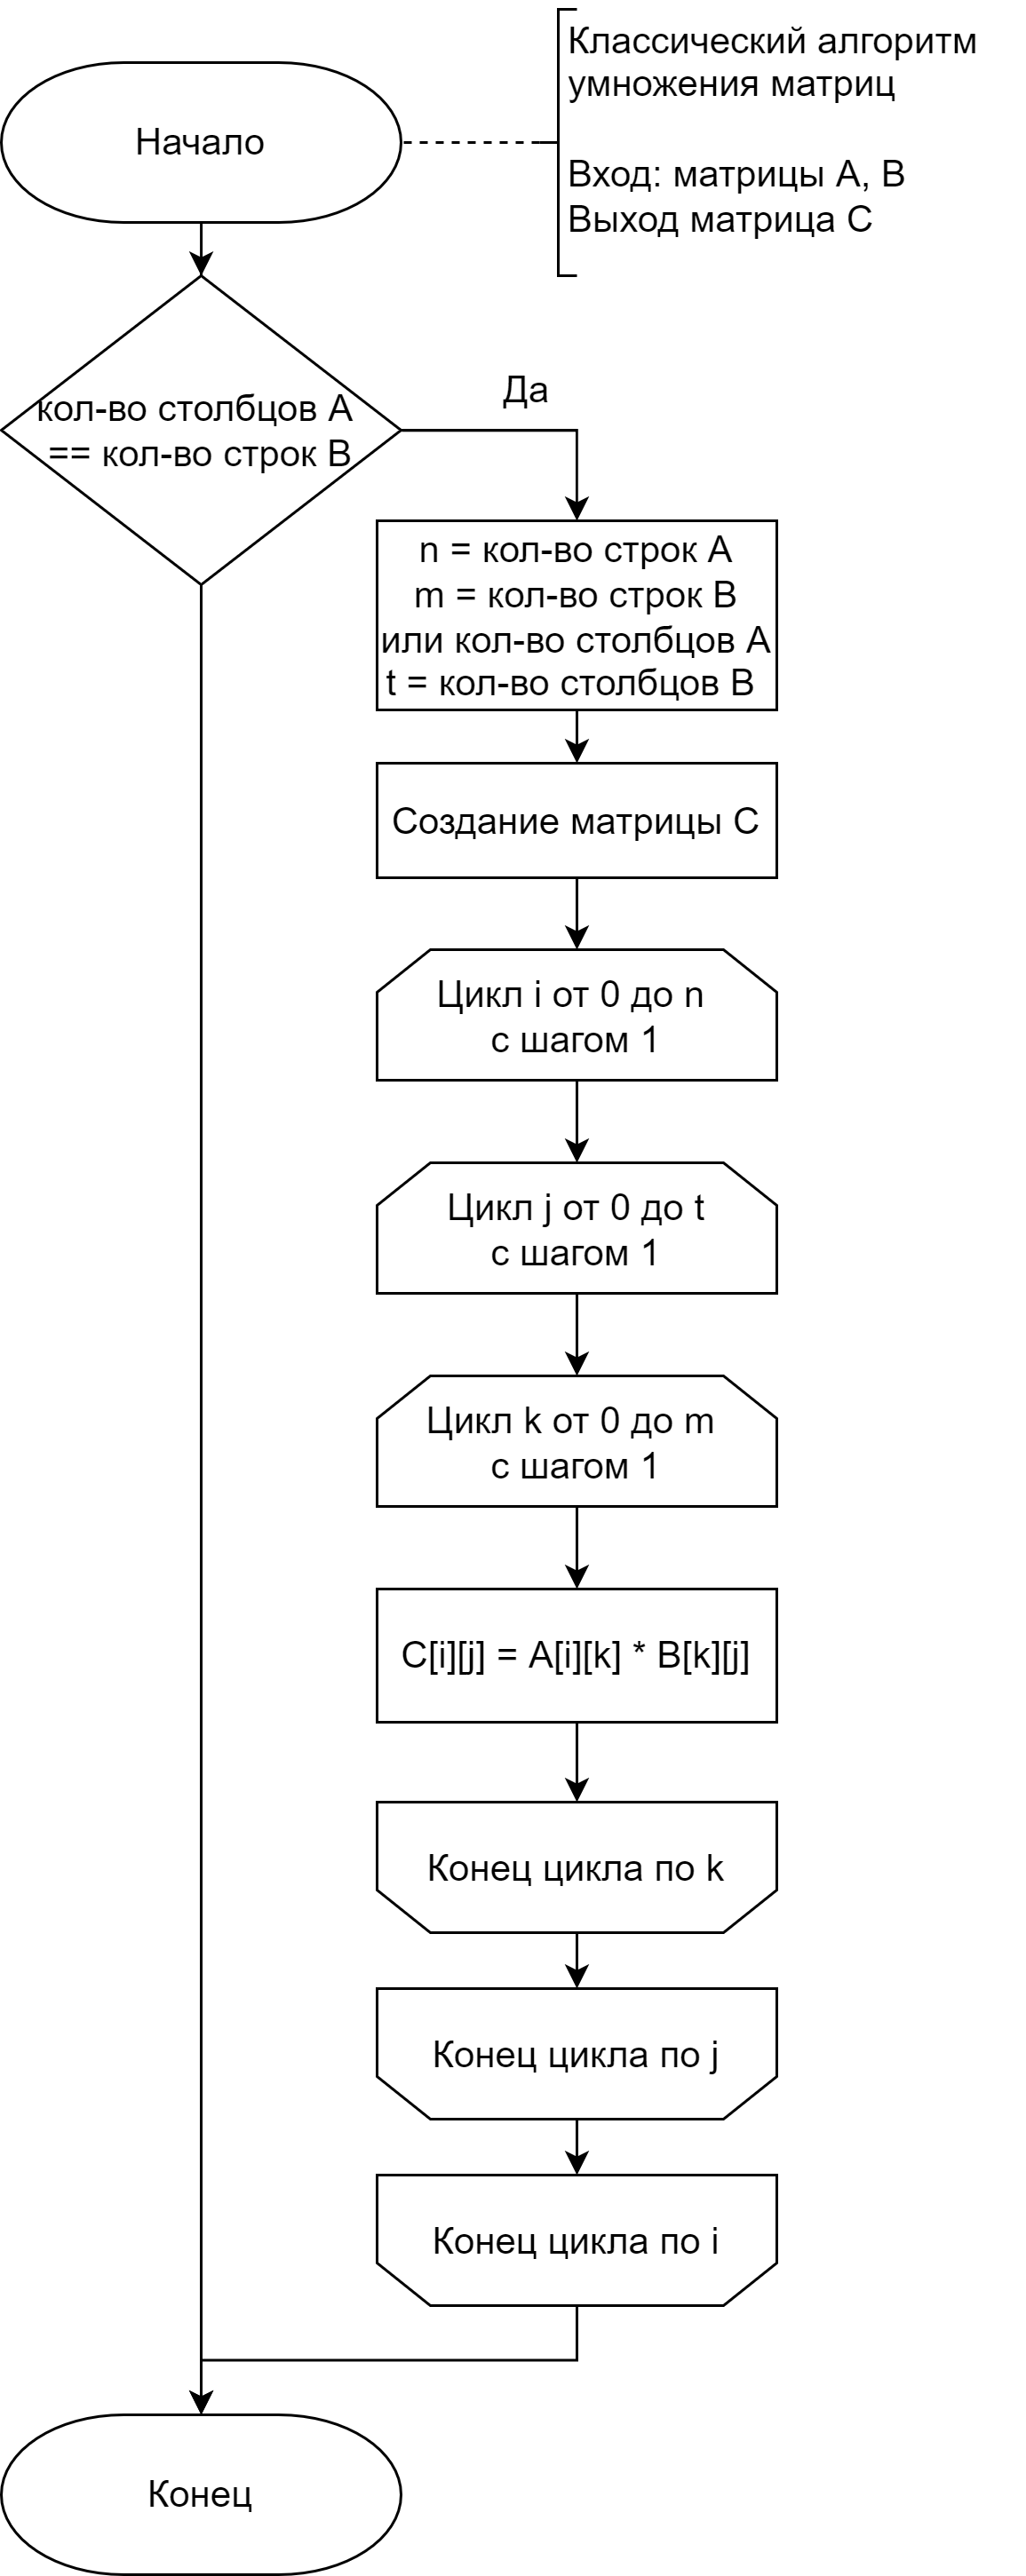 Классический алгоритм
умножения матриц
Начало
Вход: матрицы A, B
Выход матрица C
Да
кол-во столбцов A
== кол-во строк B
n = кол-во строк A
m = кол-во строк B
или кол-во столбцов A
t = кол-во столбцов B
Создание матрицы C
Цикл i от 0 до n
с шагом 1
Цикл j от 0 до t
с шагом 1
Цикл k от 0 до m
с шагом 1
C[i][j] = A[i][k] * B[k][j]
Конец цикла по k
Конец цикла по j
Конец цикла по i
Конец